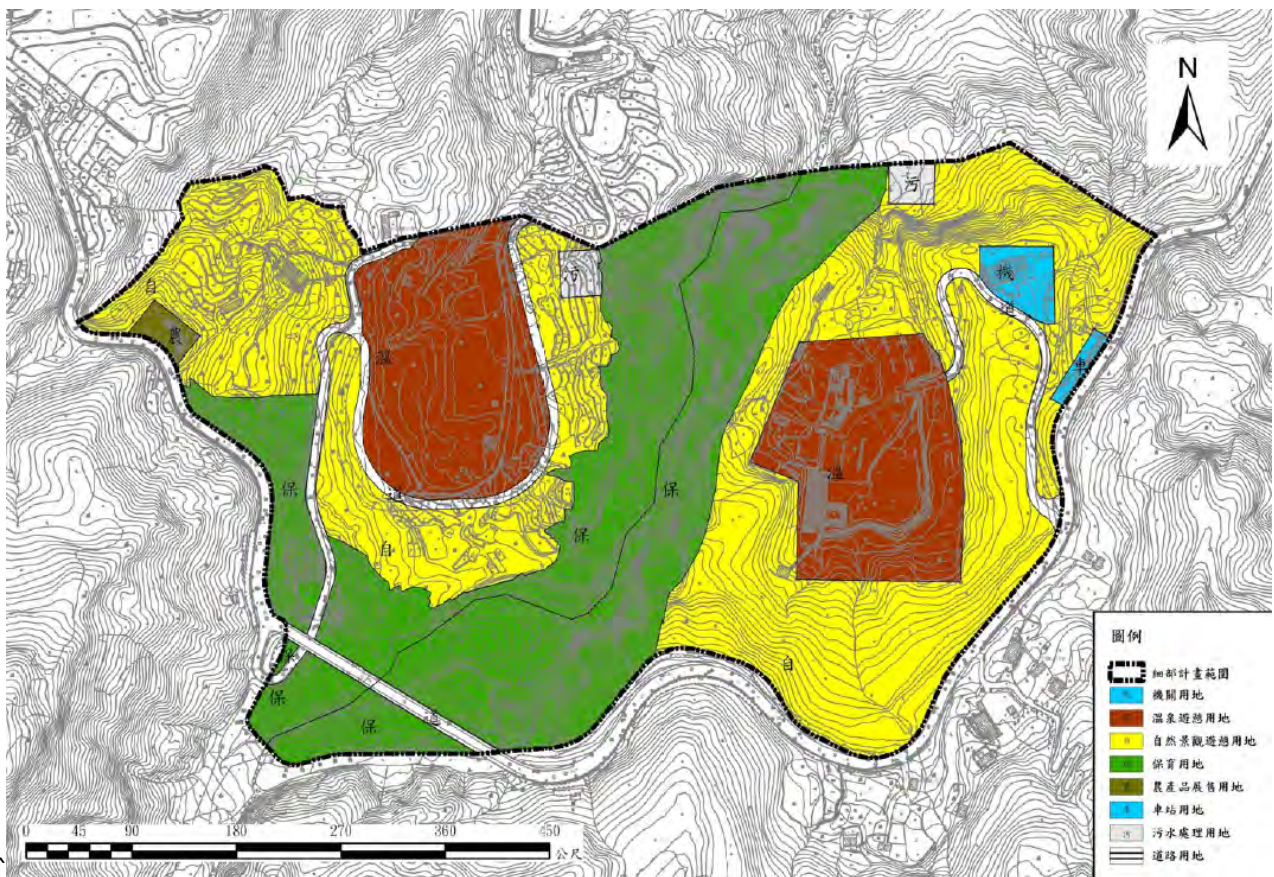 N
污
自
污
機
道
農
車
溫
溫
保
道
保
自
保
自
保
保
道
圖例
細部計畫範圍
機關用地
溫泉遊憩用地
自然景觀遊憩用地
保育用地
農產品展售用地
車站用地
污 污水處理用地
道路用地
0 45 90 180 270 360 450
公尺